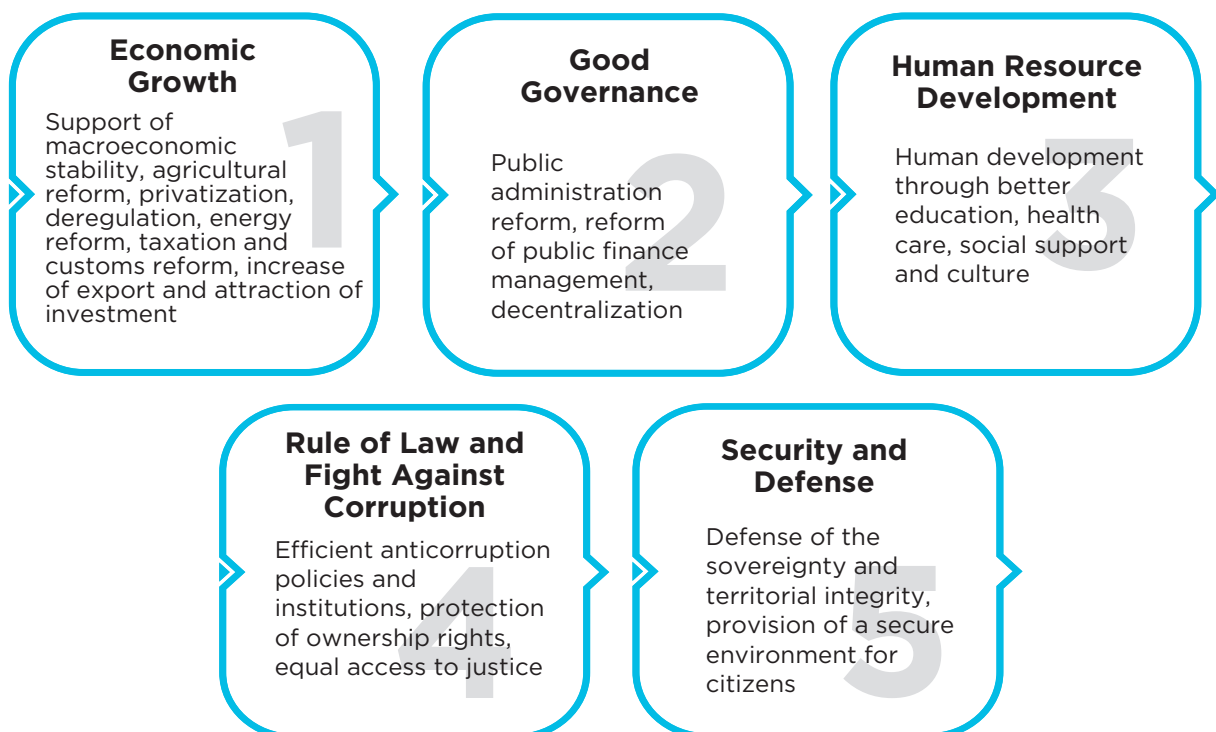 Economic
Growth
1
Support of
macroeconomic
stability, agricultural
reform, privatization,
deregulation, energy
reform, taxation and
customs reform, increase
of export and attraction of
investment
Good
Governance
2
Public
administration
reform, reform
of public finance
management,
decentralization
Human Resource
Development
3
Human development
through better
education, health
care, social support
and culture
Rule of Law and
Fight Against
Corruption
4
Efficient anticorruption
policies and
institutions, protection
of ownership rights,
equal access to justice
Security and
Defense
5
Defense of the
sovereignty and
territorial integrity,
provision of a secure
environment for
citizens